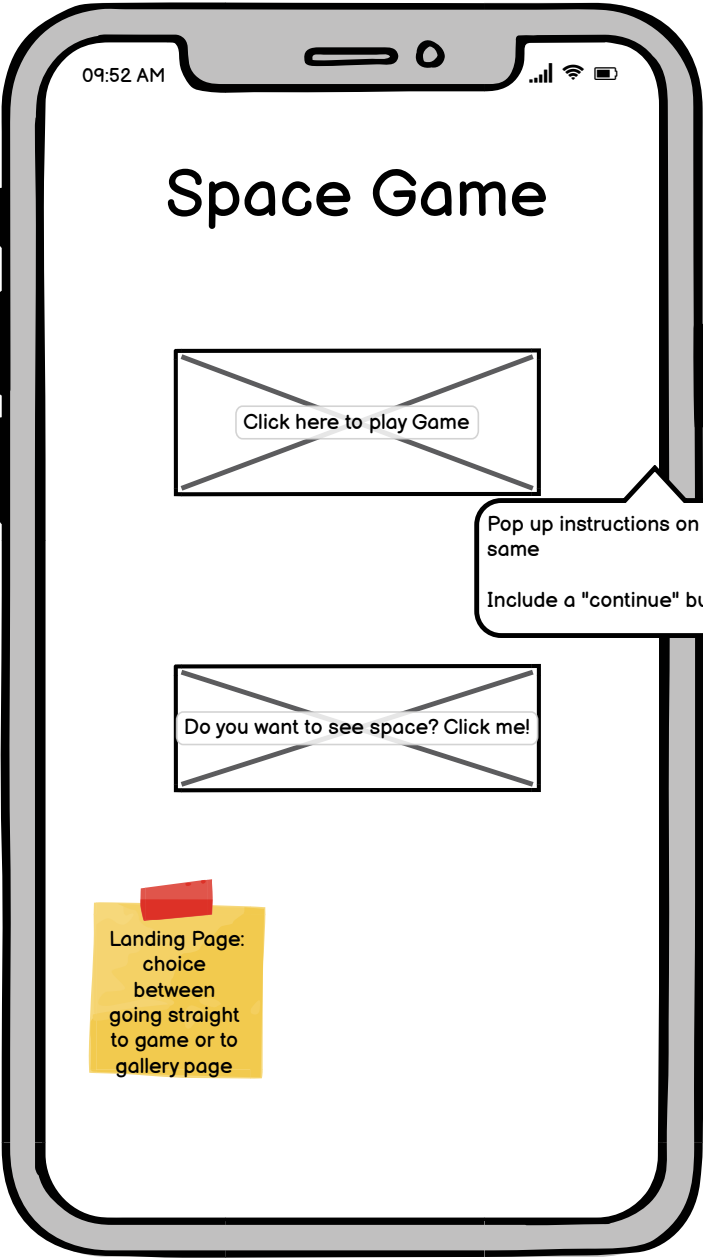 09:52 AM
Space Game
Click here to play Game
Pop up instructions on
same
Include a "continue"
Do you want to see space? Click me!
Landing Page:
choice
between
going straight
to game or to
gallery page